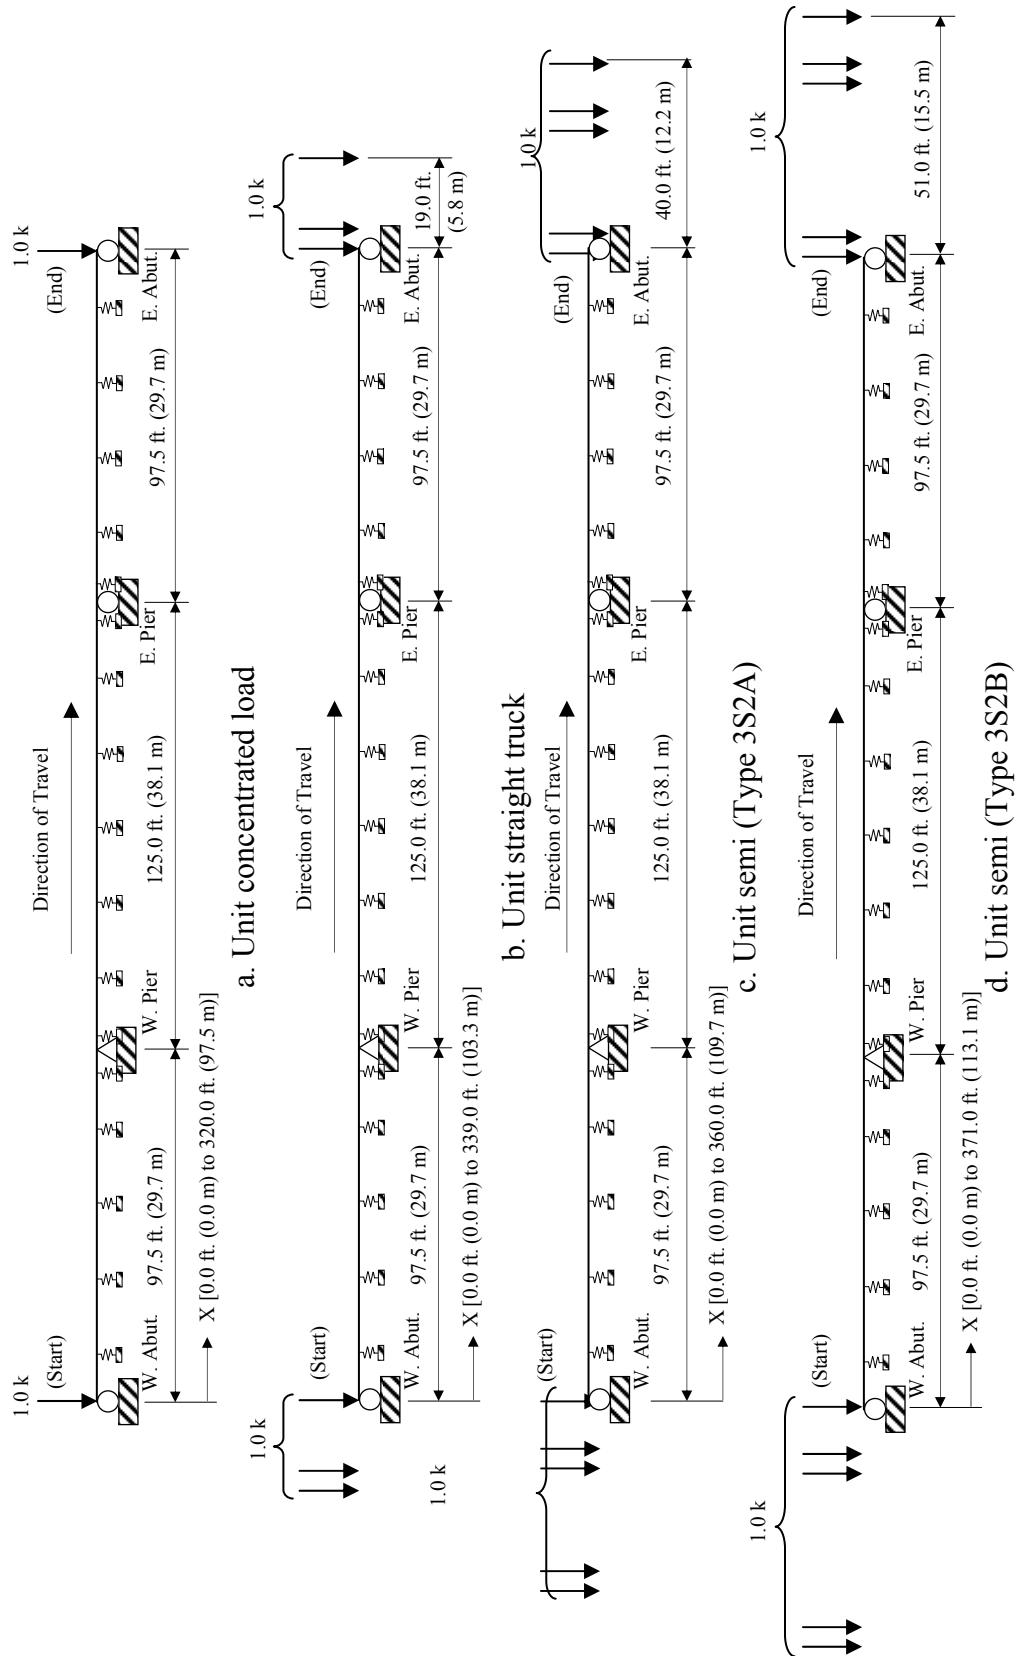 1.0 k
1.0 k
(Start)
(End)
Direction of Travel
W. Abut.
W. Pier
E. Pier
E. Abut.
97.5 ft. (29.7 m)
125.0 ft. (38.1 m)
97.5 ft. (29.7 m)
X [0.0 ft. (0.0 m) to 320.0 ft. (97.5 m)]
a. Unit concentrated load
1.0 k
1.0 k
(Start)
(End)
Direction of Travel
W. Abut.
W. Pier
E. Pier
E. Abut.
97.5 ft. (29.7 m)
125.0 ft. (38.1 m)
97.5 ft. (29.7 m)
19.0 ft.
(5.8 m)
X [0.0 ft. (0.0 m) to 339.0 ft. (103.3 m)]
b. Unit straight truck
1.0 k
1.0 k
(Start)
(End)
Direction of Travel
W. Abut.
W. Pier
E. Pier
E. Abut.
97.5 ft. (29.7 m)
125.0 ft. (38.1 m)
97.5 ft. (29.7 m)
40.0 ft. (12.2 m)
X [0.0 ft. (0.0 m) to 360.0 ft. (109.7 m)]
c. Unit semi (Type 3S2A)
1.0 k
1.0 k
(Start)
(End)
Direction of Travel
W. Abut.
W. Pier
E. Pier
E. Abut.
97.5 ft. (29.7 m)
125.0 ft. (38.1 m)
97.5 ft. (29.7 m)
51.0 ft. (15.5 m)
X [0.0 ft. (0.0 m) to 371.0 ft. (113.1 m)]
d. Unit semi (Type 3S2B)